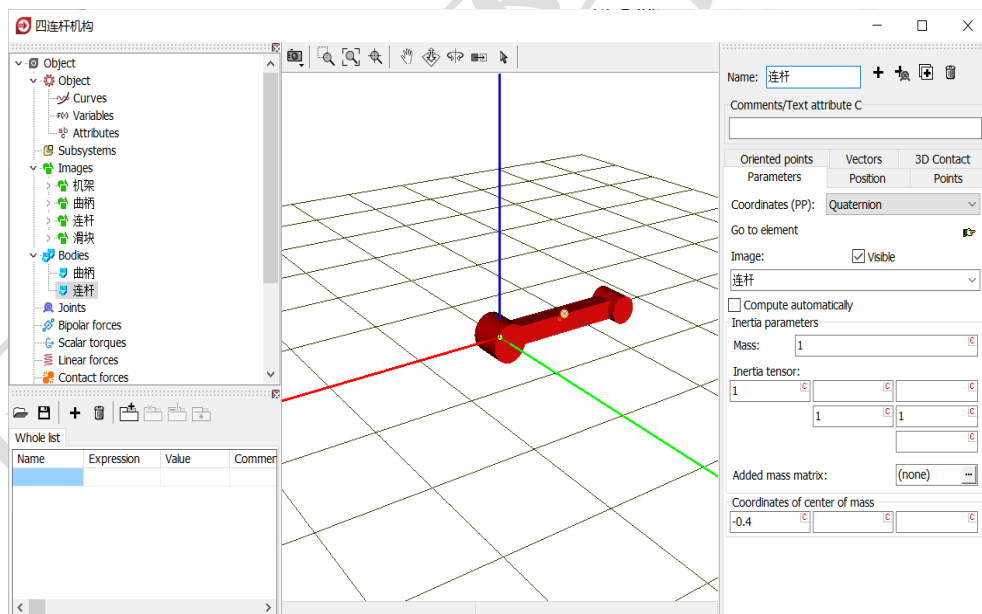 四连杆机构
Object
Object
Curves
F(x) Variables
Attributes
Subsystems
Images
机架
曲柄
连杆
滑块
Bodies
曲柄
连杆
Joints
Bipolar forces
Scalar torques
Linear forces
Contact forces
Whole list
Name Expression Value Commen
Name: 连杆
Comments/Text attribute C
Oriented points Vectors 3D Contact
Parameters Position Points
Coordinates (PP): Quaternion
Go to element
Image: Visible
连杆
Compute automatically
Inertia parameters
Mass: 1 C
Inertia tensor:
1 C C C
1 C 1 C
C
Added mass matrix: (none) ...
Coordinates of center of mass
-0.4 C C C